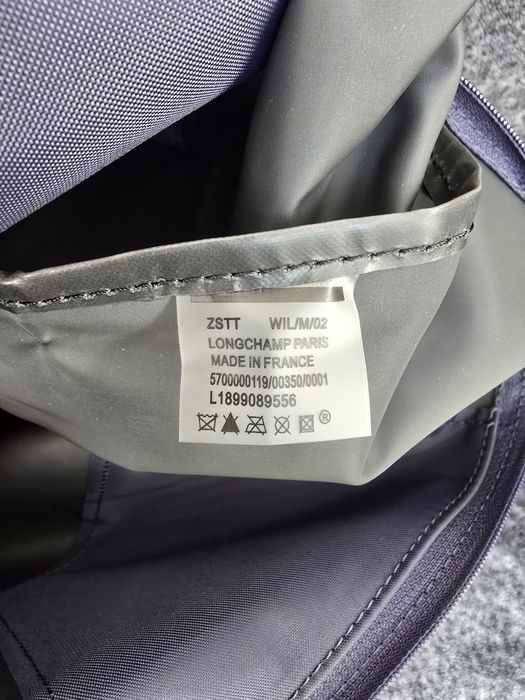 ZSTT WIL/M/02
LONGCHAMP PARIS
MADE IN FRANCE
5700000119/00350/0001
L1899089556
®